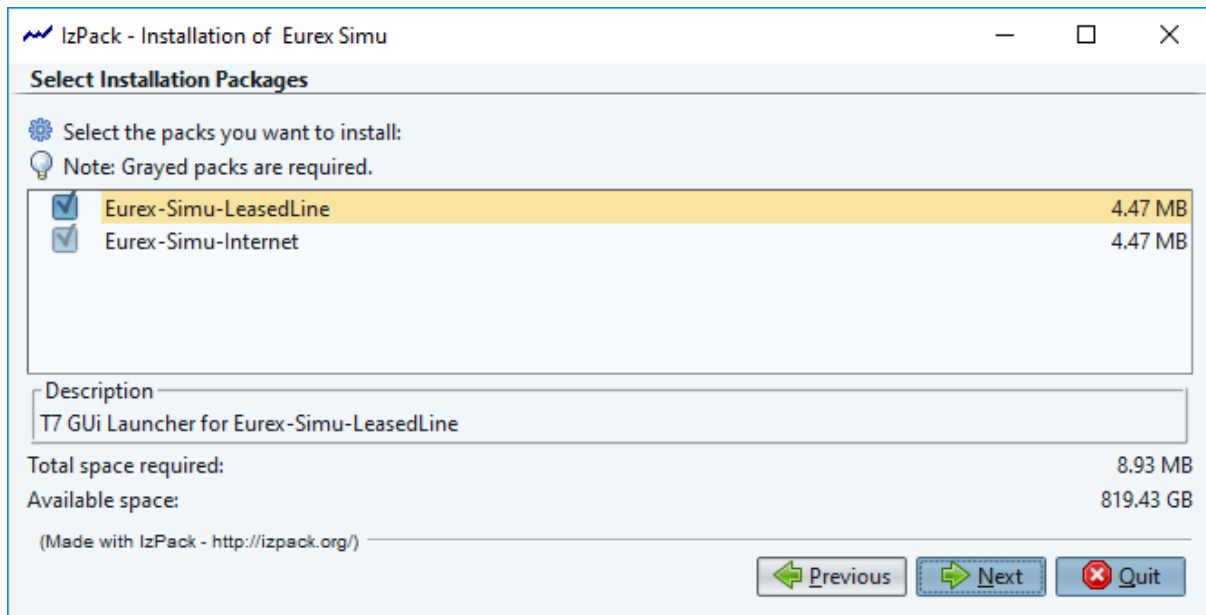 IzPack - Installation of Eurex Simu
Select Installation Packages
Select the packs you want to install:
Note: Grayed packs are required.
Eurex-Simu-LeasedLine 4.47 MB
Eurex-Simu-Internet 4.47 MB
Description
T7 GUi Launcher for Eurex-Simu-LeasedLine
Total space required: 8.93 MB
Available space: 819.43 GB
(Made with IzPack - http://izpack.org/)
Previous Next Quit